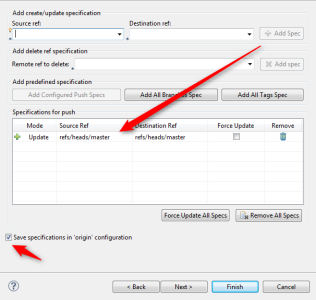 Add create/update specification
Source ref:
Destination ref:
Add Spec
Add delete ref specification
Remote ref to delete:
Add spec
Add predefined specification
Add Configured Push Specs
Add All Branches Spec
Add All Tags Spec
Specifications for push
Mode Source Ref Destination Ref Force Update Remove
Update refs/heads/master refs/heads/master
Force Update All Specs
Remove All Specs
Save specifications in 'origin' configuration
? < Back Next > Finish Cancel